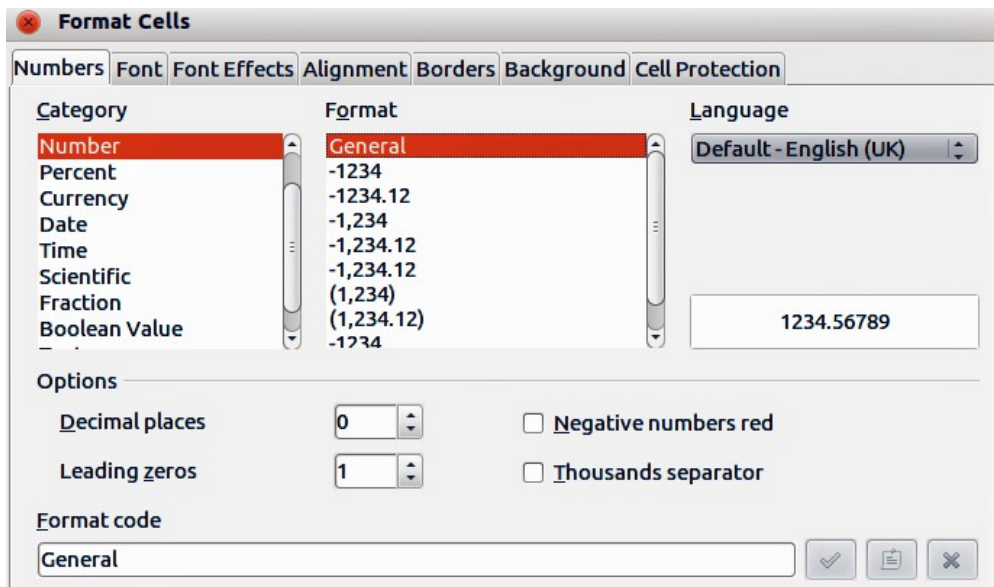 Format Cells
Numbers Font Font Effects Alignment Borders Background Cell Protection
Category
Number
Percent
Currency
Date
Time
Scientific
Fraction
Boolean Value
Format
General
-1234
-1234.12
-1,234
-1,234.12
-1,234.12
(1,234)
(1,234.12)
-1234
Language
Default - English (UK)
1234.56789
Options
Decimal places 0
Negative numbers red
Leading zeros 1
Thousands separator
Format code
General